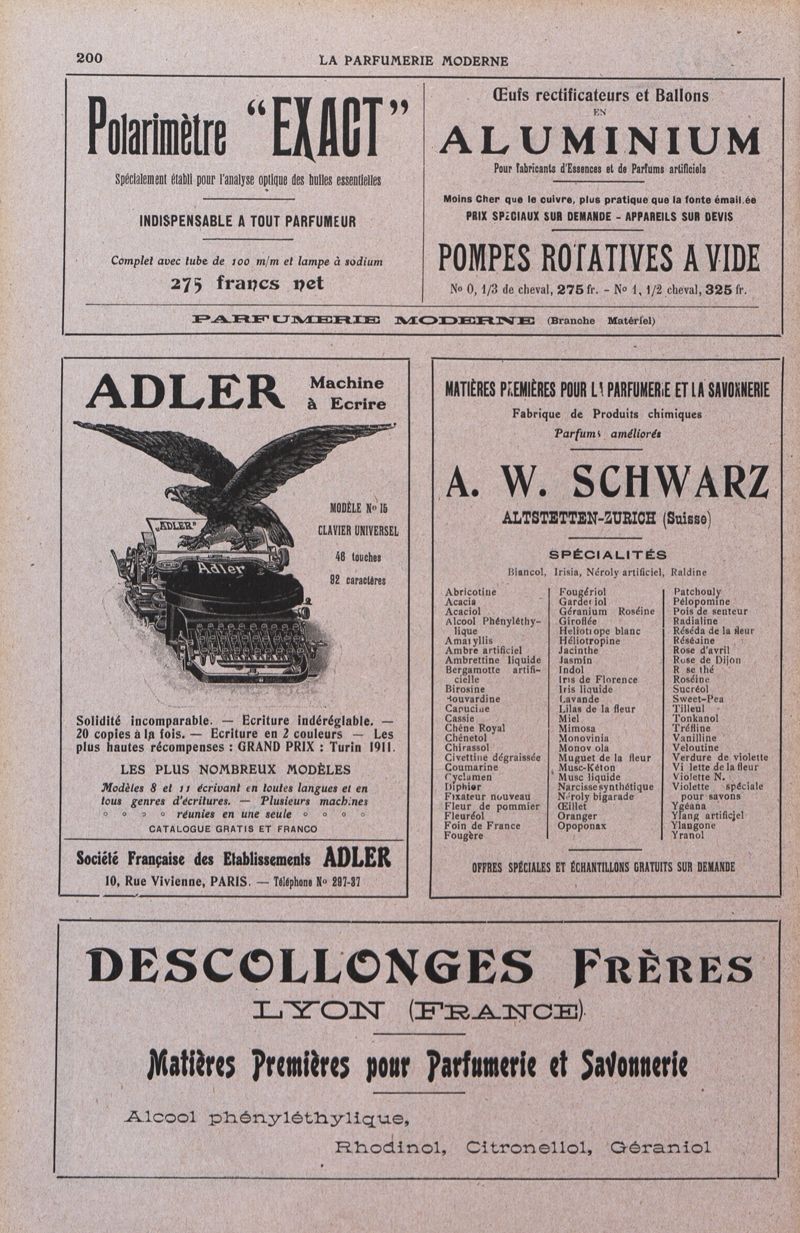 200
LA PARFUMERIE MODERNE
Polarimètre “EXACT”
Spécialement établi pour l'analyse optique des huiles essentielles
INDISPENSABLE A TOUT PARFUMEUR
Complet avec tube de 100 m/m et lampe à sodium
275 francs net
Œufs rectificateurs et Ballons
EN
ALUMINIUM
Pour fabricants d'Essences et de Parfums artificiels
Moins Cher que le cuivre, plus pratique que la fonte émaillée
PRIX SPÉCIAUX SUR DEMANDE - APPAREILS SUR DEVIS
POMPES ROTATIVES A VIDE
No 0, 1/3 de cheval, 275 fr. - No 1, 1/2 cheval, 325 fr.
PARFUMERIE MODERNE (Branche Matériel)
ADLER Machine
à Ecrire
„ADLER”
Adler
MODÈLE No 15
CLAVIER UNIVERSEL
46 touches
92 caractères
Solidité incomparable. — Ecriture indéréglable. —
20 copies à la fois. — Ecriture en 2 couleurs — Les
plus hautes récompenses : GRAND PRIX : Turin 1911.
LES PLUS NOMBREUX MODÈLES
Modèles 8 et 11 écrivant en toutes langues et en
tous genres d'écritures. — Plusieurs machines
réunies en une seule
CATALOGUE GRATIS ET FRANCO
Société Française des Etablissements ADLER
10, Rue Vivienne, PARIS. — Téléphone No 297-37
MATIÈRES PREMIÈRES POUR LA PARFUMERIE ET LA SAVONNERIE
Fabrique de Produits chimiques
Parfums améliorés
A. W. SCHWARZ
ALTSTETTEN-ZURICH (Suisse)
SPÉCIALITÉS
Biancol, Irisia, Néroly artificiel, Raldine
Abricotine
Acacia
Acaciol
Alcool Phényléthy-
lique
Amaryllis
Ambre artificiel
Ambrettine liquide
Bergamotte artifi-
cielle
Birosine
Bouvardine
Capucine
Cassie
Chêne Royal
Chénetol
Chirassol
Civettine dégraissée
Coumarine
Cyclamen
Diphior
Fixateur nouveau
Fleur de pommier
Fleuréol
Foin de France
Fougère
Fougériol
Gardeniol
Géranium Roséine
Giroflée
Héliotrope blanc
Héliotropine
Jacinthe
Jasmin
Indol
Iris de Florence
Iris liquide
Lavande
Lilas de la fleur
Miel
Mimosa
Monovinia
Monoviola
Muguet de la fleur
Musc-Kéton
Musc liquide
Narcisse synthétique
Néroly bigarade
Œillet
Oranger
Opoponax
Patchouly
Pélopomine
Pois de senteur
Radialine
Réséda de la fleur
Résédaine
Rose d'avril
Rose de Dijon
Rose thé
Roséine
Sucréol
Sweet-Pea
Tilleul
Tonkanol
Tréfline
Vanilline
Veloutine
Verdure de violette
Violette de la fleur
Violette N.
Violette spéciale
pour savons
Ygéana
Ylang artificiel
Ylangone
Yranol
OFFRES SPÉCIALES ET ÉCHANTILLONS GRATUITS SUR DEMANDE
DESCOLLONGES FRÈRES
LYON (FRANCE)
Matières Premières pour Parfumerie et Savonnerie
Alcool phényléthylique,
Rhodinol, Citronellol, Géraniol